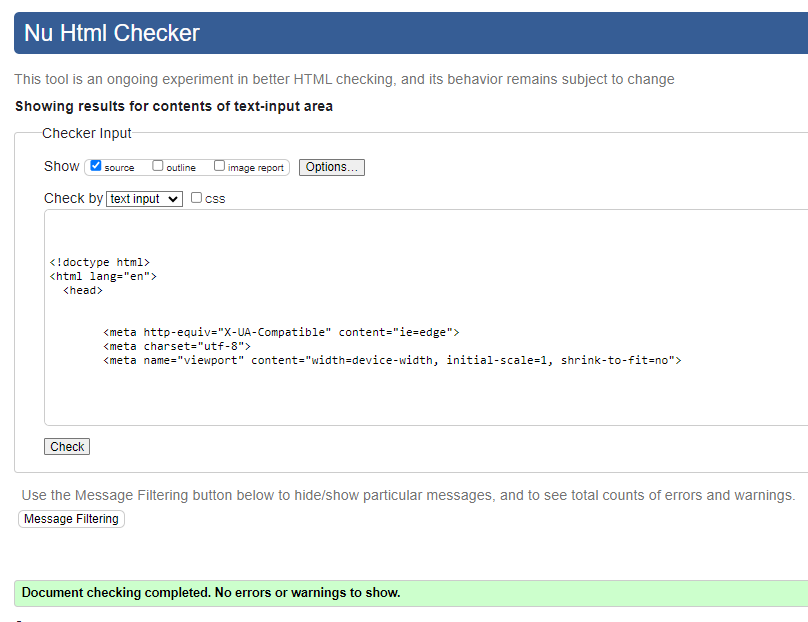 Nu Html Checker
This tool is an ongoing experiment in better HTML checking, and its behavior remains subject to change
Showing results for contents of text-input area
Checker Input
Show source outline image report Options...
Check by text input css
<!doctype html>
<html lang="en">
<head>
<meta http-equiv="X-UA-Compatible" content="ie=edge">
<meta charset="utf-8">
<meta name="viewport" content="width=device-width, initial-scale=1, shrink-to-fit=no">
Check
Use the Message Filtering button below to hide/show particular messages, and to see total counts of errors and warnings.
Message Filtering
Document checking completed. No errors or warnings to show.